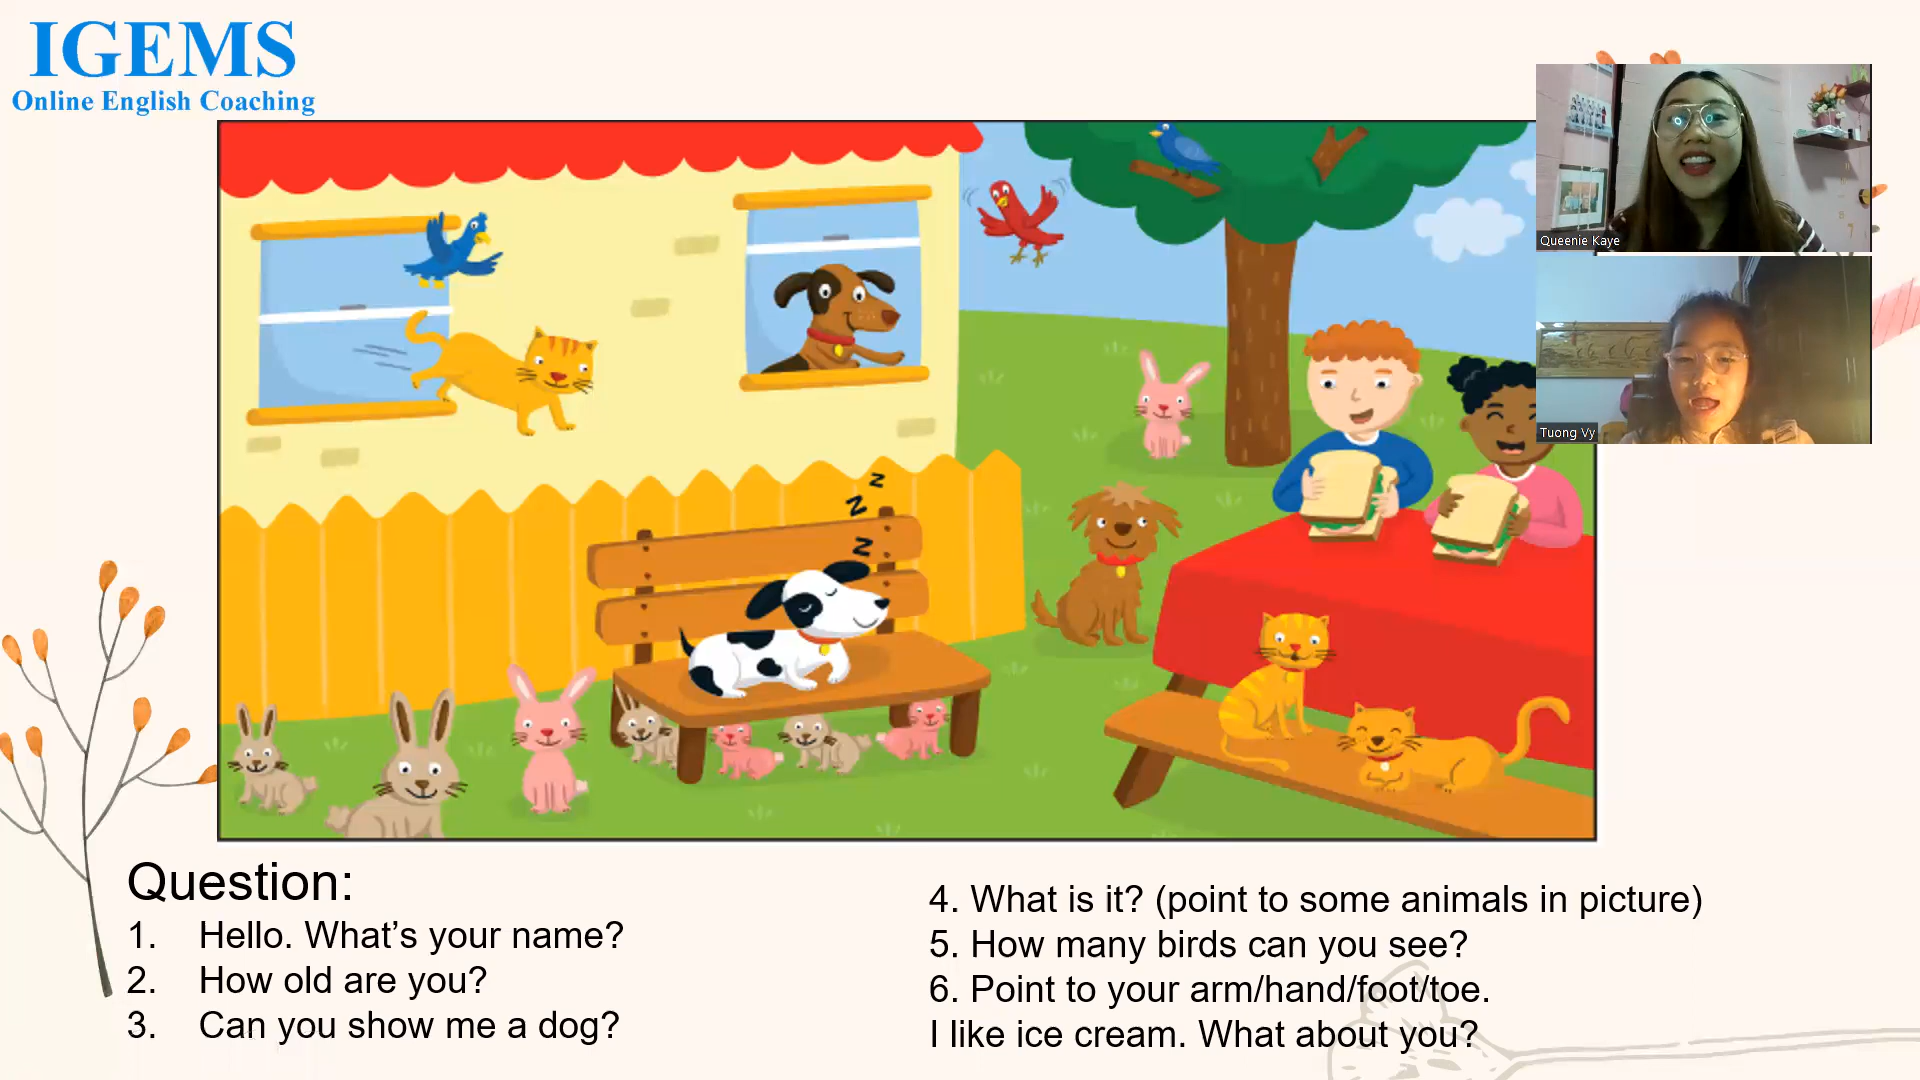 IGEMS
Online English Coaching
Queenie Kaye
Tuong Vy
z
z
z
Question:
1. Hello. What’s your name?
2. How old are you?
3. Can you show me a dog?
4. What is it? (point to some animals in picture)
5. How many birds can you see?
6. Point to your arm/hand/foot/toe.
I like ice cream. What about you?